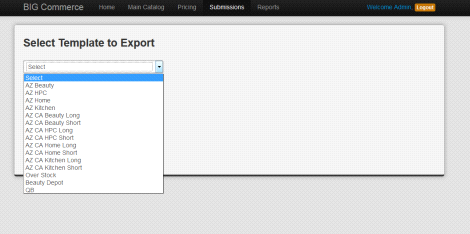 BIG Commerce Home Main Catalog Pricing Submissions Reports Welcome Admin Logout
Select Template to Export
Select
Select
AZ Beauty
AZ HPC
AZ Home
AZ Kitchen
AZ CA Beauty Long
AZ CA Beauty Short
AZ CA HPC Long
AZ CA HPC Short
AZ CA Home Long
AZ CA Home Short
AZ CA Kitchen Long
AZ CA Kitchen Short
Over Stock
Beauty Depot
QB